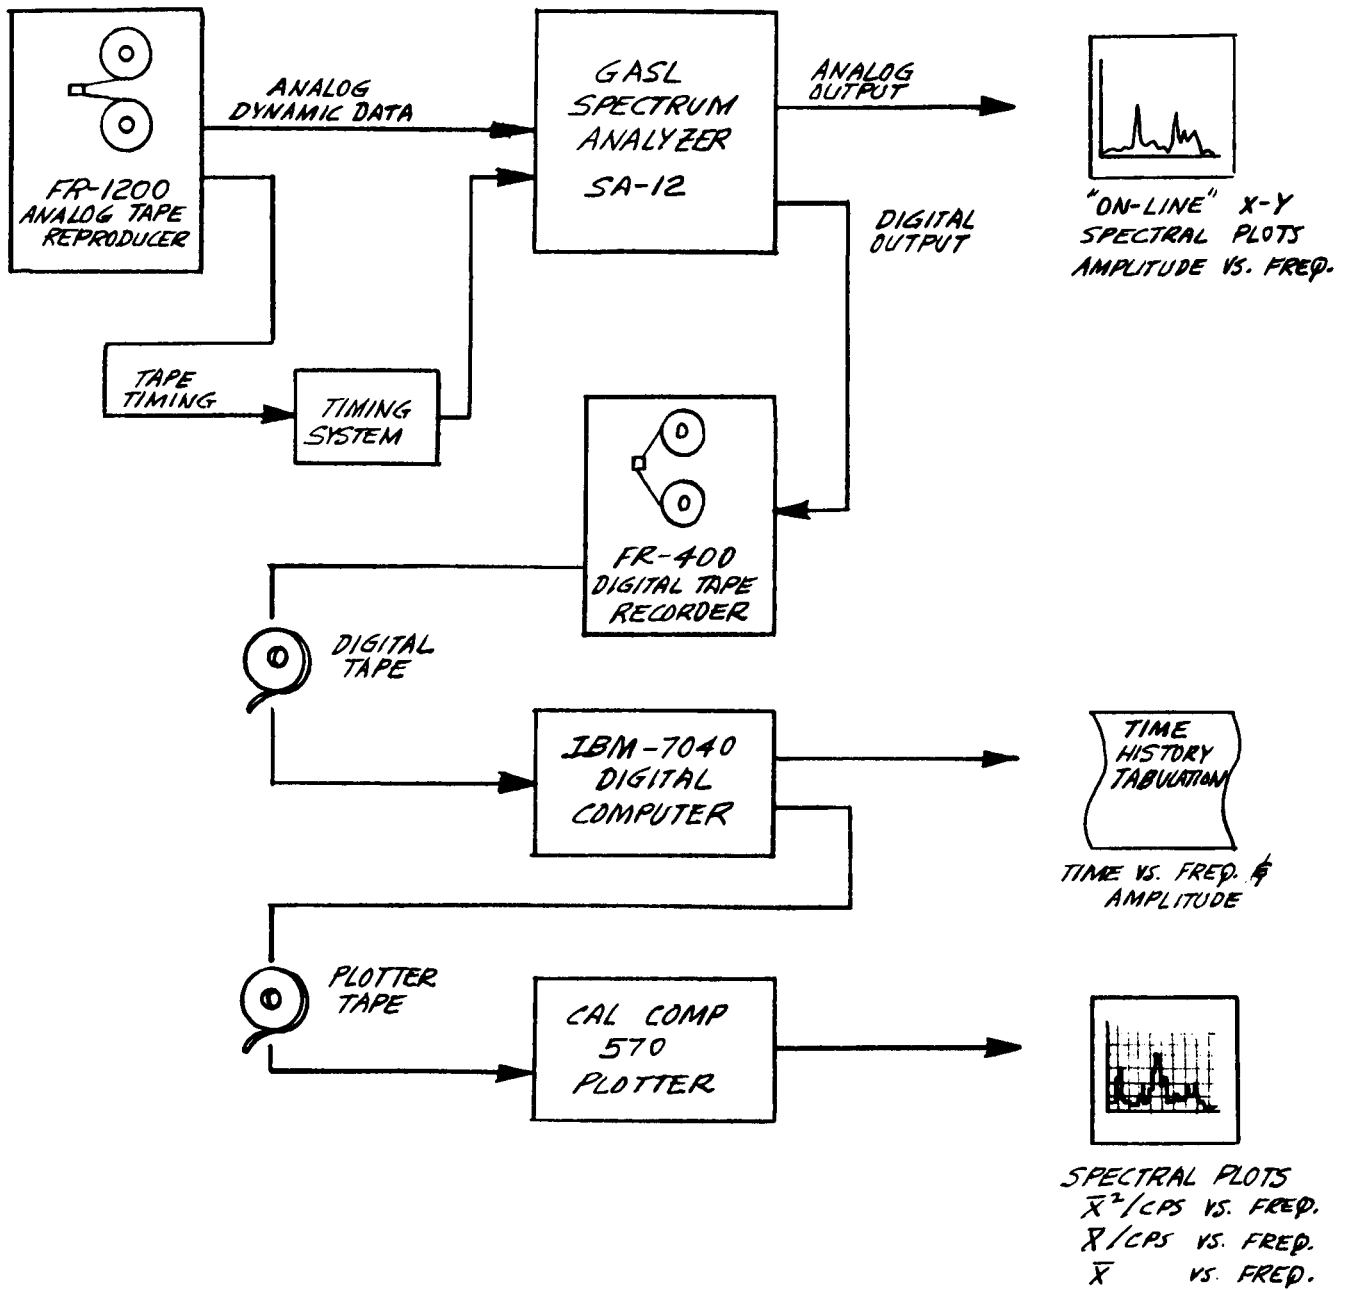 FR-1200
ANALOG TAPE
REPRODUCER
ANALOG
DYNAMIC DATA
GASL
SPECTRUM
ANALYZER
SA-12
ANALOG
OUTPUT
"ON-LINE" X-Y
SPECTRAL PLOTS
AMPLITUDE VS. FREQ.
DIGITAL
OUTPUT
TAPE
TIMING
TIMING
SYSTEM
FR-400
DIGITAL TAPE
RECORDER
DIGITAL
TAPE
IBM-7040
DIGITAL
COMPUTER
TIME
HISTORY
TABULATION
TIME VS. FREQ. &
AMPLITUDE
PLOTTER
TAPE
CAL COMP
570
PLOTTER
SPECTRAL PLOTS
X̅²/CPS VS. FREQ.
X̅/CPS VS. FREQ.
X̅ VS. FREQ.